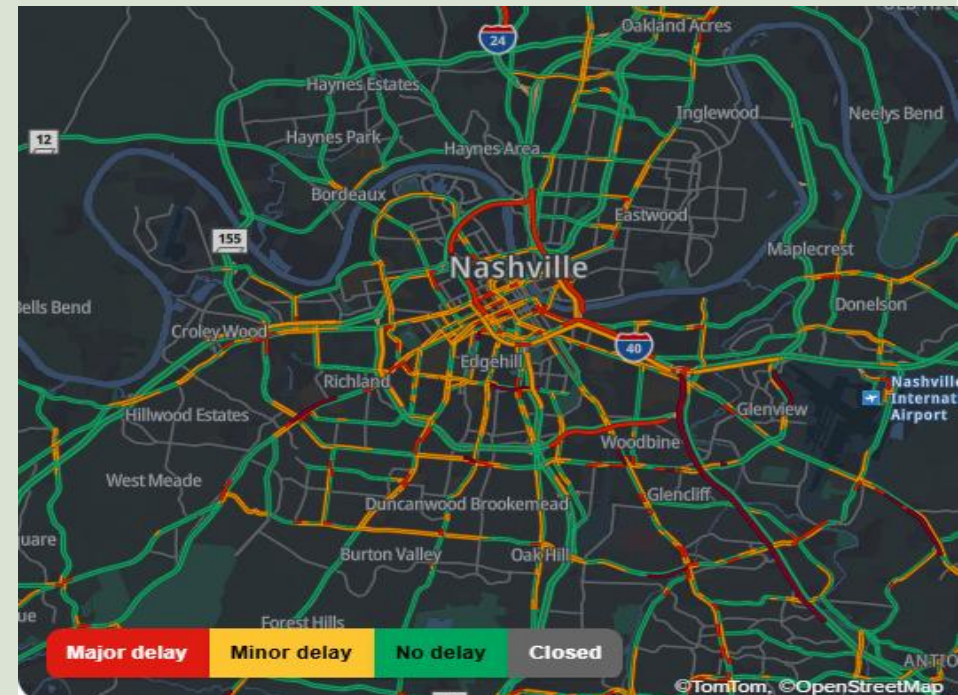 Oakland Acres
24
Haynes Estates
Inglewood
Neelys Bend
12
Haynes Park
Haynes Area
Bordeaux
Eastwood
155
Maplecrest
Nashville
Bells Bend
Donelson
Croley Wood
40
Edgehill
Richland
Nashville
Internat
Airport
Hillwood Estates
Glenview
Woodbine
West Meade
Glencliff
Duncanwood Brookemead
quare
Burton Valley
Oak Hill
ue
Forest Hills
Major delay
Minor delay
No delay
Closed
ANTIO
©TomTom, ©OpenStreetMap